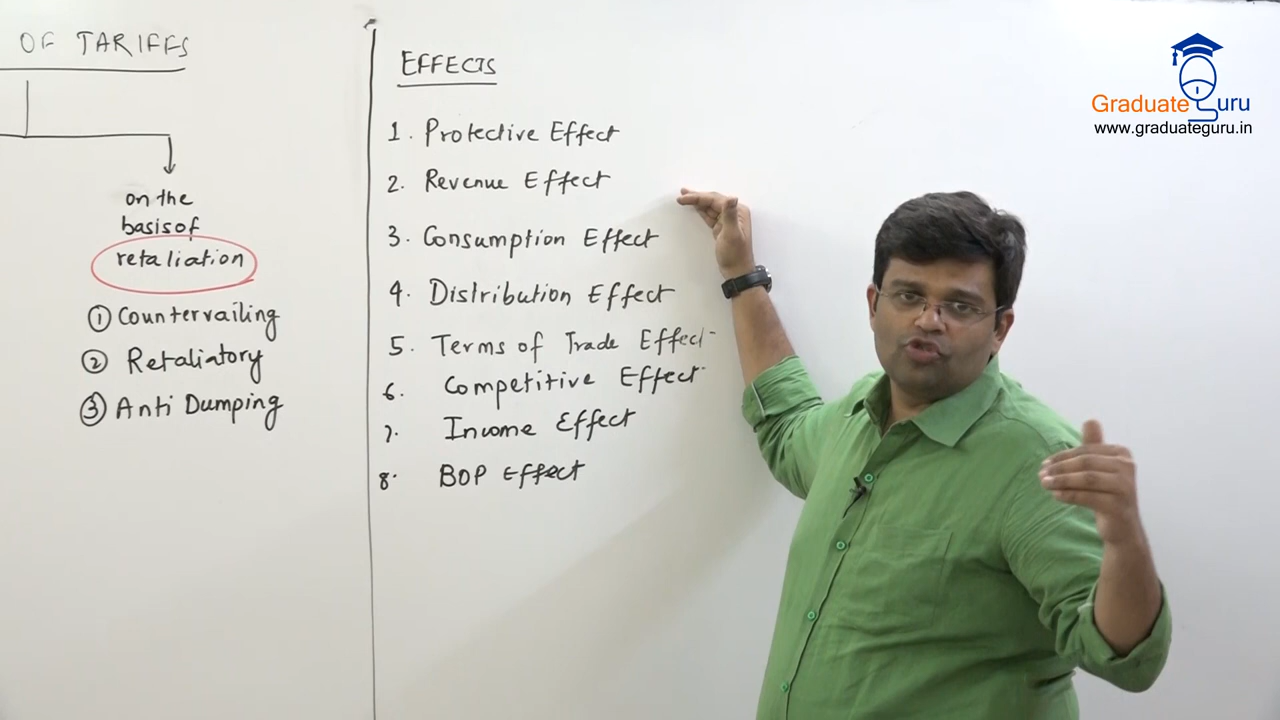 OF TARIFFS
on the
basis of
retaliation
① Countervailing
② Retaliatory
③ Anti Dumping
EFFECTS
1. Protective Effect
2. Revenue Effect
3. Consumption Effect
4. Distribution Effect
5. Terms of Trade Effect
6. Competitive Effect
7. Income Effect
8. BOP Effect
Graduate Guru
www.graduateguru.in